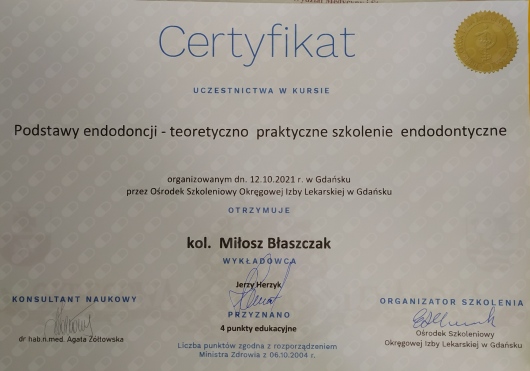 Certyfikat
UCZESTNICTWA W KURSIE
Podstawy endodoncji - teoretyczno praktyczne szkolenie endodontyczne
organizowanym dn. 12.10.2021 r. w Gdańsku
przez Ośrodek Szkoleniowy Okręgowej Izby Lekarskiej w Gdańsku
OTRZYMUJE
kol. Miłosz Błaszczak
WYKŁADOWCA
Jerzy Herzyk
KONSULTANT NAUKOWY
ORGANIZATOR SZKOLENIA
PRZYZNANO
4 punkty edukacyjne
dr hab.n.med. Agata Żółtowska
Ośrodek Szkoleniowy
Okręgowej Izby Lekarskiej w Gdańsku
Liczba punktów zgodna z rozporządzeniem
Ministra Zdrowia z 06.10.2004 r.